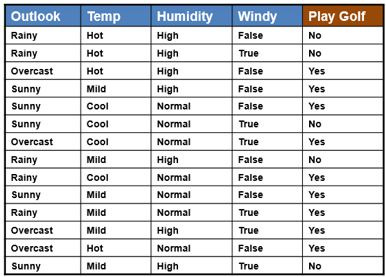 Outlook Temp Humidity Windy Play Golf
Rainy Hot High False No
Rainy Hot High True No
Overcast Hot High False Yes
Sunny Mild High False Yes
Sunny Cool Normal False Yes
Sunny Cool Normal True No
Overcast Cool Normal True Yes
Rainy Mild High False No
Rainy Cool Normal False Yes
Sunny Mild Normal False Yes
Rainy Mild Normal True Yes
Overcast Mild High True Yes
Overcast Hot Normal False Yes
Sunny Mild High True No